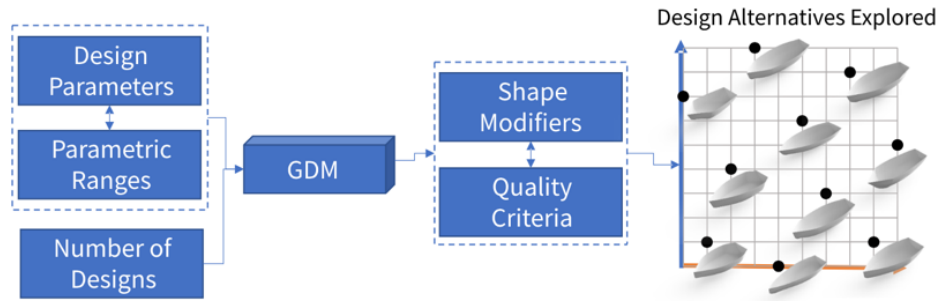 Design Alternatives Explored
Design
Parameters
Parametric
Ranges
Number of
Designs
GDM
Shape
Modifiers
Quality
Criteria